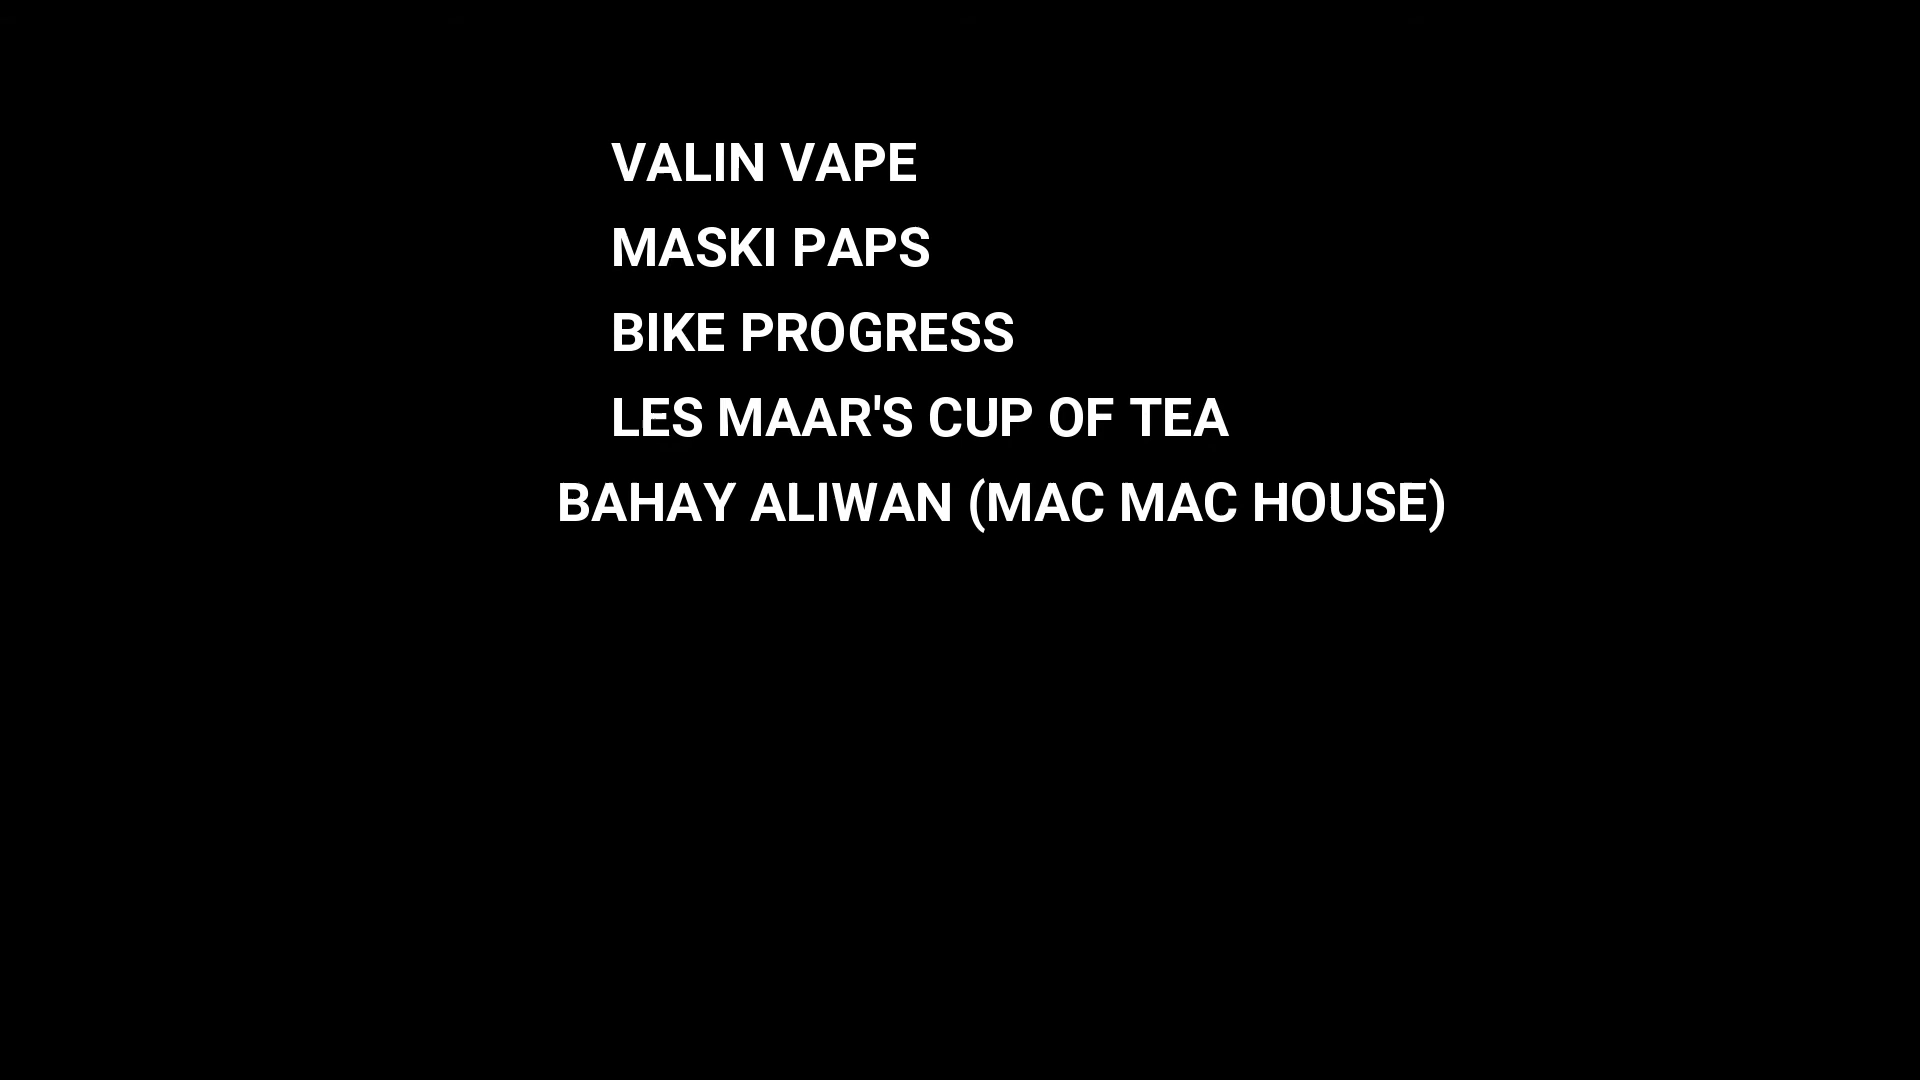 VALIN VAPE
MASKI PAPS
BIKE PROGRESS
LES MAAR'S CUP OF TEA
BAHAY ALIWAN (MAC MAC HOUSE)